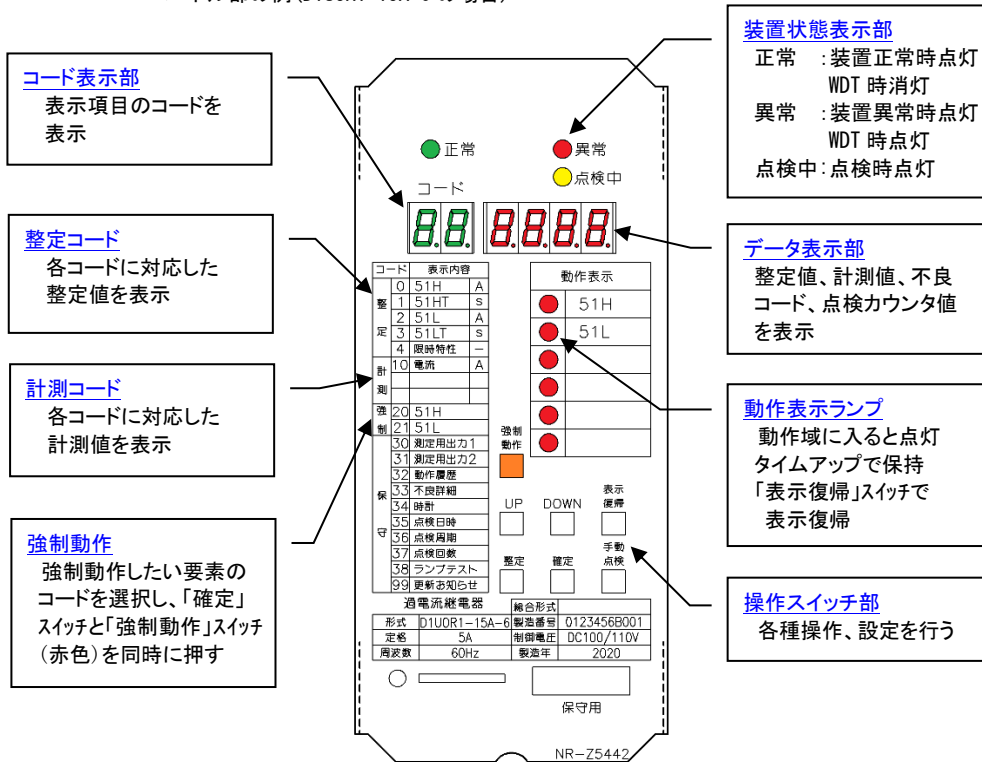 コード表示部
表示項目のコードを
表示
整定コード
各コードに対応した
整定値を表示
計測コード
各コードに対応した
計測値を表示
強制動作
強制動作したい要素の
コードを選択し、「確定」
スイッチと「強制動作」スイッチ
(赤色)を同時に押す
正常
異常
点検中
コード
8.8. 8.8.8.8.
コード 表示内容
整定
0 51H A
1 51HT s
2 51L A
3 51LT s
4 限時特性 −
計測
10 電流 A
強制
20 51H
21 51L
保守
30 測定用出力1
31 測定用出力2
32 動作履歴
33 不良詳細
34 時計
35 点検日時
36 点検周期
37 点検回数
38 ランプテスト
99 更新お知らせ
動作表示
51H
51L
強制
動作
UP DOWN 表示
復帰
整定 確定 手動
点検
過電流継電器 総合形式
形式 D1U0R1-15A-6 製造番号 0123456B001
定格 5A 制御電圧 DC100/110V
周波数 60Hz 製造年 2020
保守用
NR-Z5442
装置状態表示部
正常 :装置正常時点灯
WDT 時消灯
異常 :装置異常時点灯
WDT 時点灯
点検中:点検時点灯
データ表示部
整定値、計測値、不良
コード、点検カウンタ値
を表示
動作表示ランプ
動作域に入ると点灯
タイムアップで保持
「表示復帰」スイッチで
表示復帰
操作スイッチ部
各種操作、設定を行う